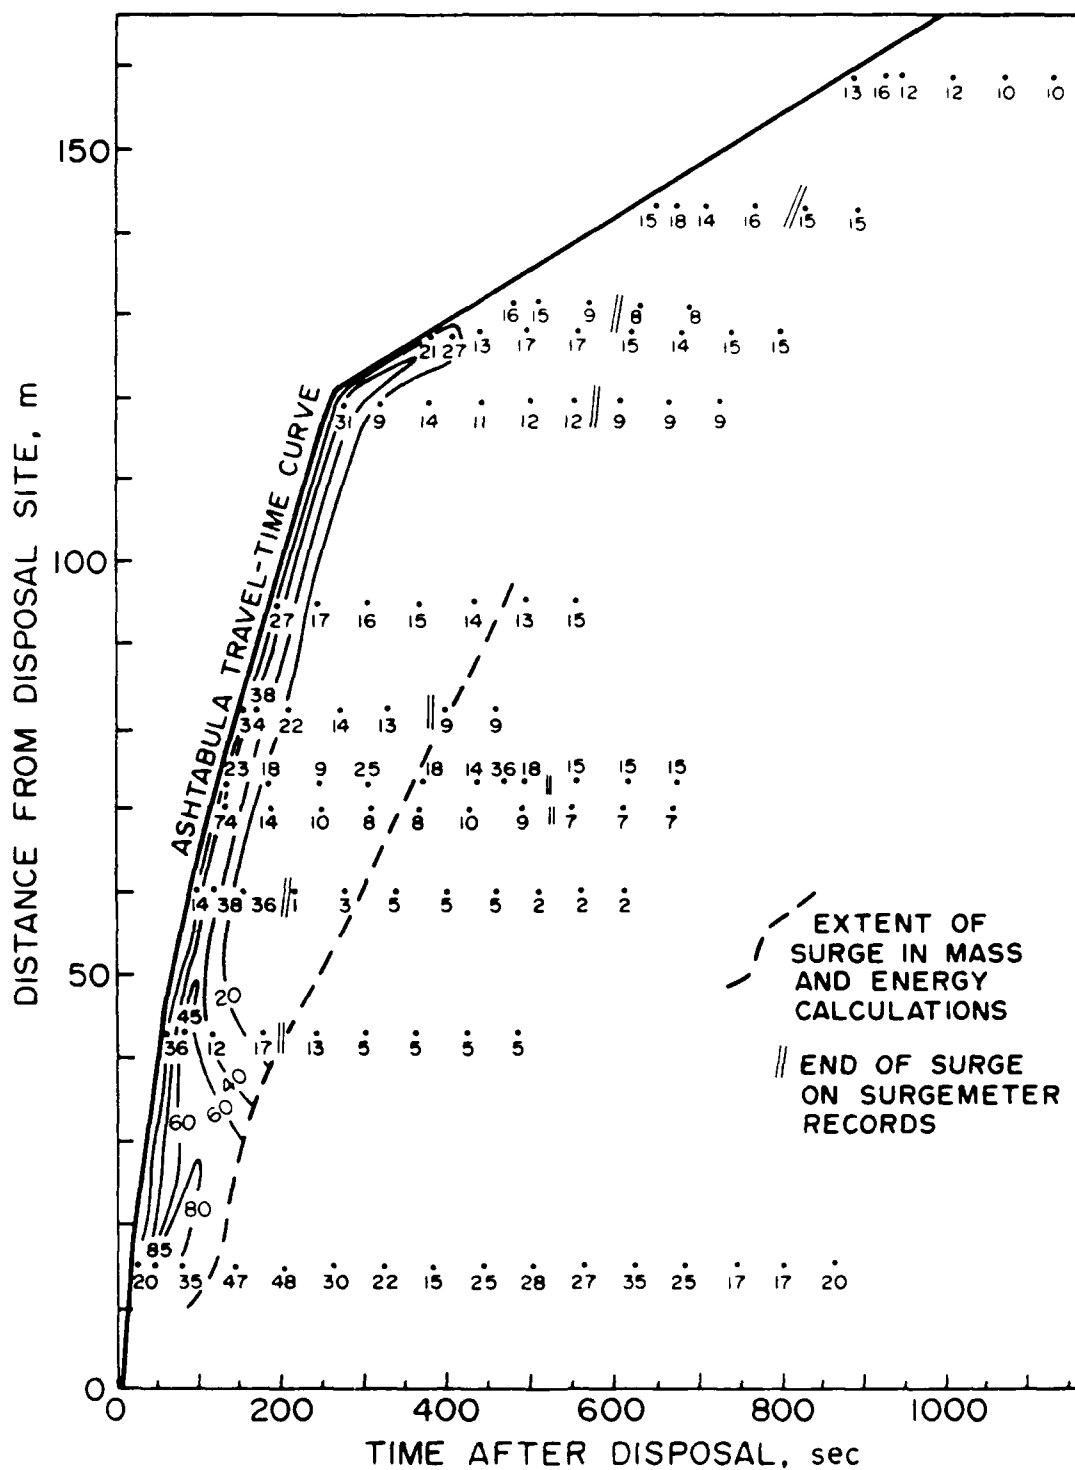 150
100
50
0
DISTANCE FROM DISPOSAL SITE, m
ASHTABULA TRAVEL-TIME CURVE
13 16 12 12 10 10
15 18 14 16 15 15
16 15 9 8 8
21 27 13 17 17 15 14 15 15
31 9 14 11 12 12 9 9 9
27 17 16 15 14 13 15
38
34 22 14 13 9 9
23 18 9 25 18 14 36 18 15 15 15
74 14 10 8 8 10 9 7 7 7
14 38 36 1 3 5 5 5 2 2 2
20
45
36 12 17 13 5 5 5 5
40
60
60
80
85
20 35 47 48 30 22 15 25 28 27 35 25 17 17 20
EXTENT OF
SURGE IN MASS
AND ENERGY
CALCULATIONS
END OF SURGE
ON SURGEMETER
RECORDS
0 200 400 600 800 1000
TIME AFTER DISPOSAL, sec